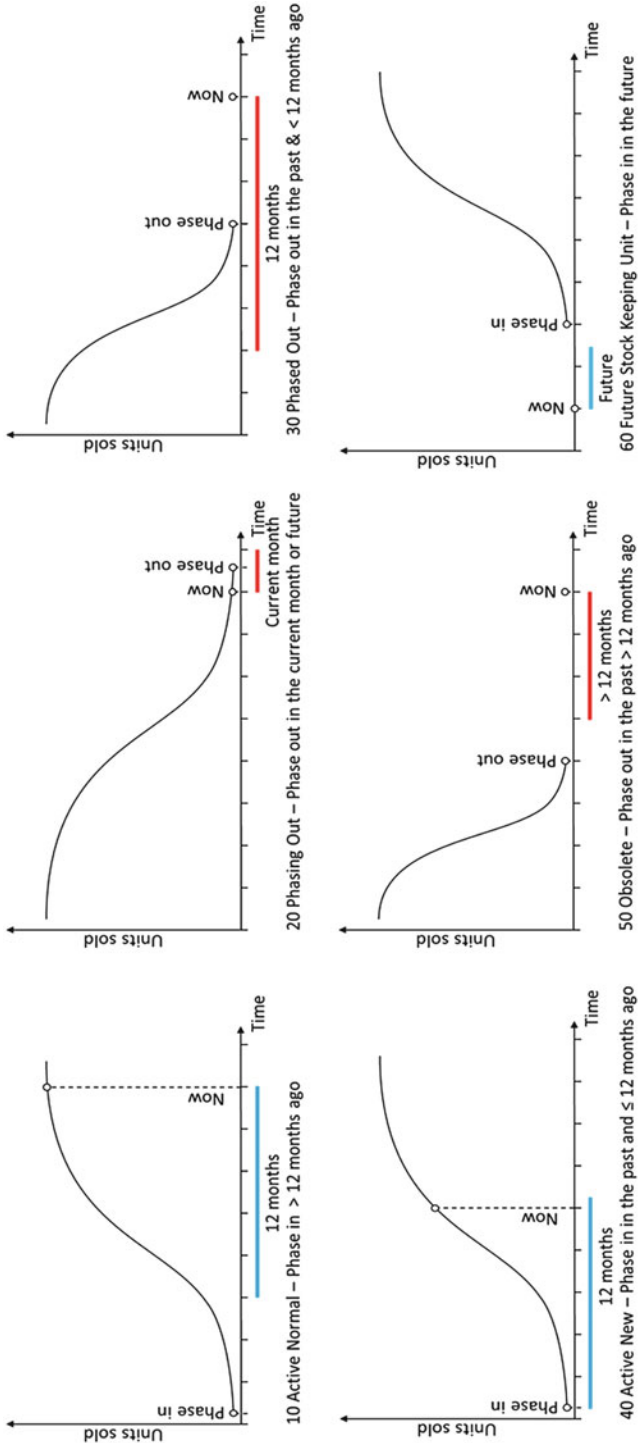 Units sold
Phase in
Now
Time
12 months
10 Active Normal – Phase in > 12 months ago
Units sold
Now
Phase out
Time
Current month
20 Phasing Out – Phase out in the current month or future
Units sold
Phase out
Now
Time
12 months
30 Phased Out – Phase out in the past & < 12 months ago
Units sold
Phase in
Now
Time
12 months
40 Active New – Phase in in the past and ≤ 12 months ago
Units sold
Phase out
Now
Time
> 12 months
50 Obsolete – Phase out in the past > 12 months ago
Units sold
Now
Phase in
Time
Future
60 Future Stock Keeping Unit – Phase in in the future